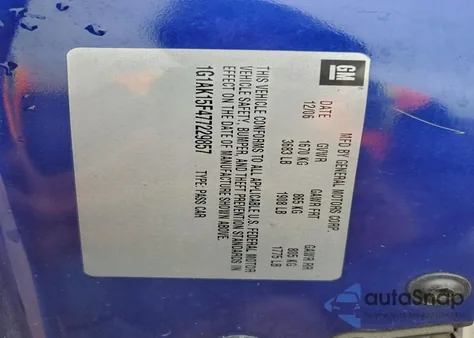 GM
MFD BY GENERAL MOTORS CORP.
DATE GVWR GAWR FRT GAWR RR
12/06 1670 KG 865 KG 805 KG
3683 LB 1908 LB 1775 LB
THIS VEHICLE CONFORMS TO ALL APPLICABLE U.S. FEDERAL MOTOR
VEHICLE SAFETY, BUMPER, AND THEFT PREVENTION STANDARDS IN
EFFECT ON THE DATE OF MANUFACTURE SHOWN ABOVE.
1G1AK15F477229857 TYPE: PASS CAR
autoSnap